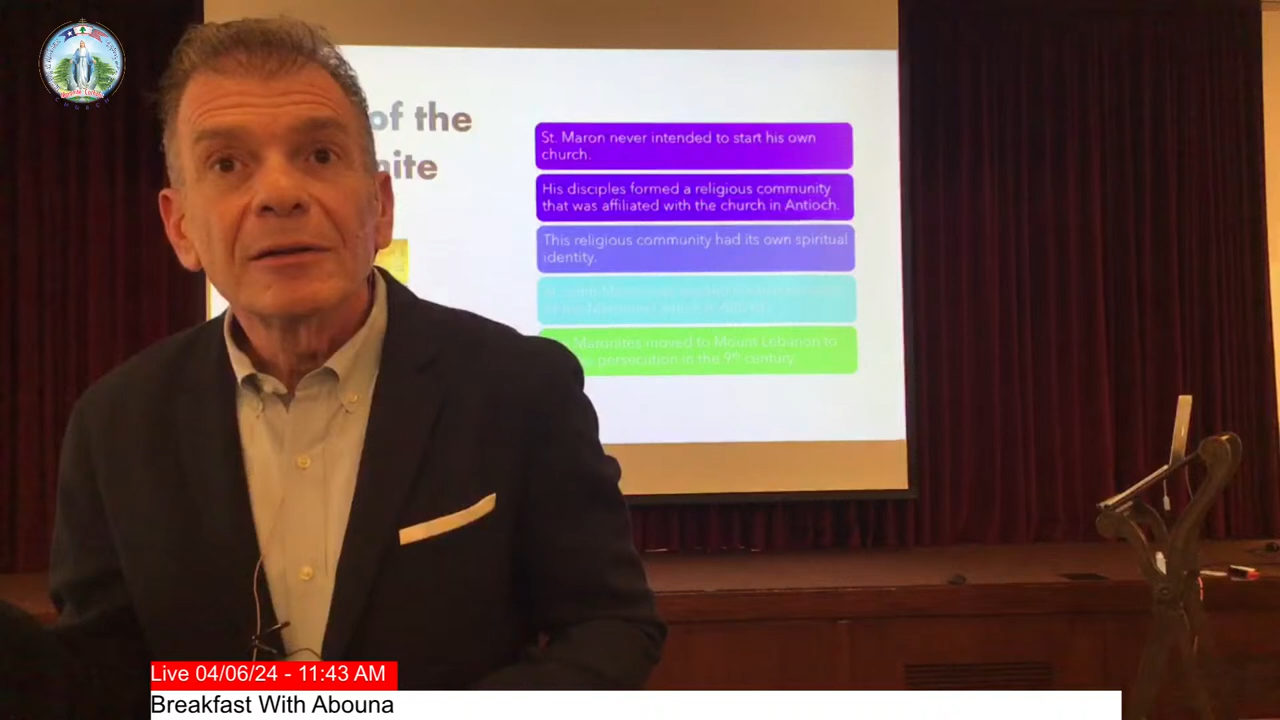 of the
nite
St. Maron never intended to start his own
church.
His disciples formed a religious community
that was affiliated with the church in Antioch.
This religious community had its own spiritual
identity.
Maronites moved to Mount Lebanon to
persecution in the 9th century.
Live 04/06/24 - 11:43 AM
Breakfast With Abouna